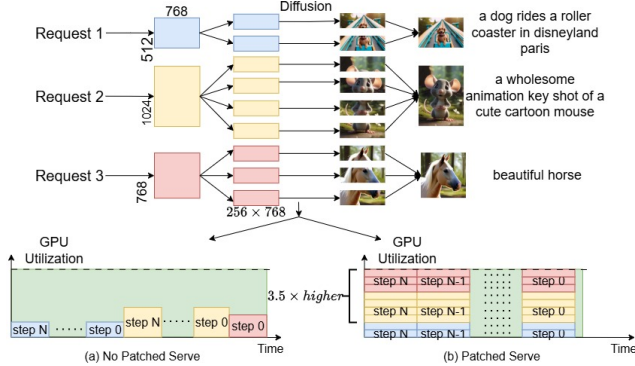 768
Diffusion
Request 1
512
a dog rides a roller
coaster in disneyland
paris
Request 2
1024
a wholesome
animation key shot of a
cute cartoon mouse
Request 3
768
beautiful horse
256 × 768
GPU
Utilization
step N
step 0
step N
step 0
step 0
Time
(a) No Patched Serve
3.5 × higher
GPU
Utilization
step N
step N-1
step 0
step N
step N-1
step 0
step N
step N-1
step 0
Time
(b) Patched Serve